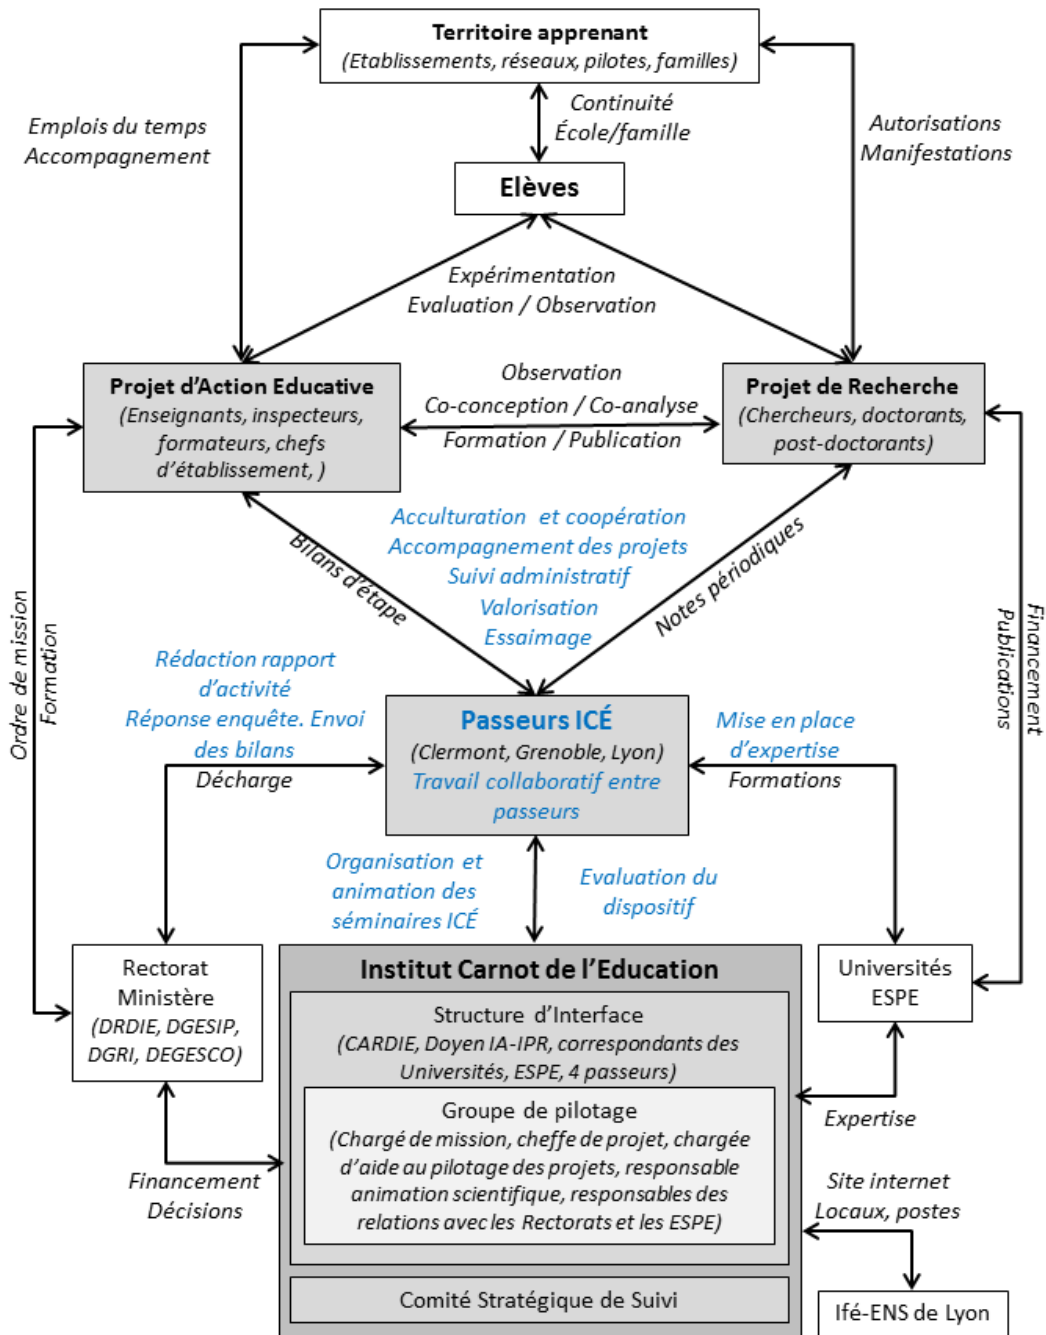 Territoire apprenant
(Etablissements, réseaux, pilotes, familles)
Emplois du temps
Accompagnement
Continuité
École/famille
Autorisations
Manifestations
Elèves
Expérimentation
Evaluation / Observation
Projet d'Action Educative
(Enseignants, inspecteurs,
formateurs, chefs
d'établissement, )
Observation
Co-conception / Co-analyse
Formation / Publication
Projet de Recherche
(Chercheurs, doctorants,
post-doctorants)
Ordre de mission
Formation
Bilans d'étape
Acculturation et coopération
Accompagnement des projets
Suivi administratif
Valorisation
Essaimage
Notes périodiques
Financement
Publications
Rédaction rapport
d'activité
Réponse enquête. Envoi
des bilans
Décharge
Passeurs ICÉ
(Clermont, Grenoble, Lyon)
Travail collaboratif entre
passeurs
Mise en place
d'expertise
Formations
Organisation et
animation des
séminaires ICÉ
Evaluation du
dispositif
Rectorat
Ministère
(DRDIE, DGESIP,
DGRI, DEGESCO)
Institut Carnot de l'Education
Structure d'Interface
(CARDIE, Doyen IA-IPR, correspondants des
Universités, ESPE, 4 passeurs)
Groupe de pilotage
(Chargé de mission, cheffe de projet, chargée
d'aide au pilotage des projets, responsable
animation scientifique, responsables des
relations avec les Rectorats et les ESPE)
Comité Stratégique de Suivi
Universités
ESPE
Expertise
Financement
Décisions
Site internet
Locaux, postes
Ifé-ENS de Lyon